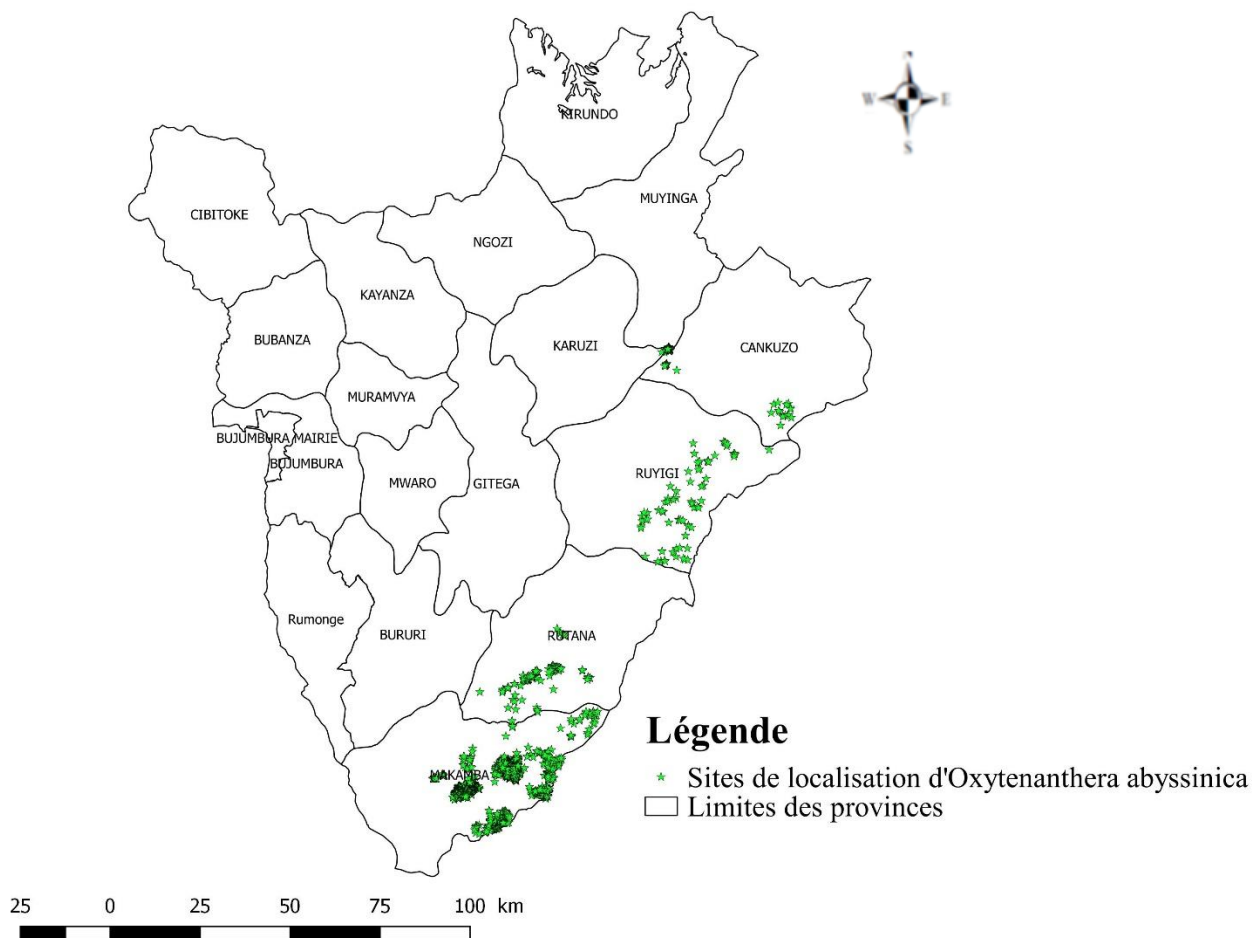 KIRUNDO
W E
S
MUYINGA
CIBITOKE
NGOZI
KAYANZA
BUBANZA
KARUZI
CANKUZO
MURAMVYA
BUJUMBURA MAIRIE
BUJUMBURA
MWARO
GITEGA
RUYIGI
Rumonge
BURURI
RUTANA
MAKAMBA
Légende
Sites de localisation d'Oxytenanthera abyssinica
Limites des provinces
25 0 25 50 75 100 km